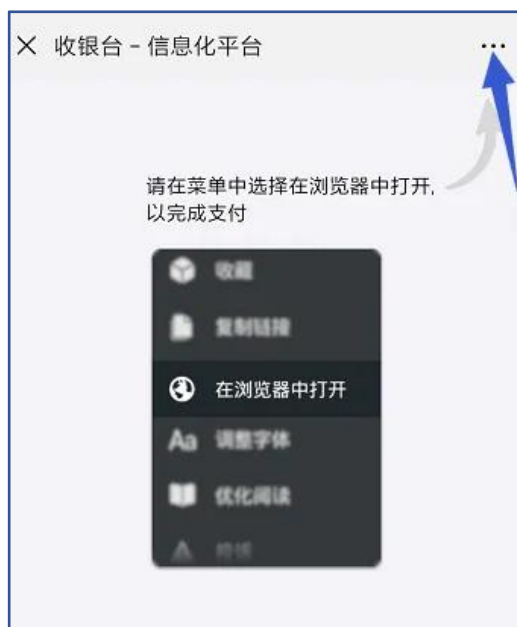 收银台 - 信息化平台
请在菜单中选择在浏览器中打开,
以完成支付
收藏
复制链接
在浏览器中打开
Aa 调整字体
优化阅读